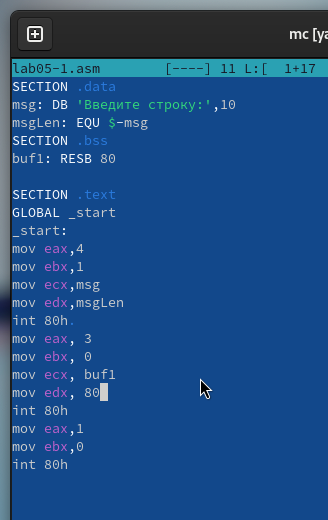 mc [ya
lab05-1.asm [----] 11 L:[ 1+17
SECTION .data
msg: DB 'Введите строку:',10
msgLen: EQU $-msg
SECTION .bss
buf1: RESB 80
SECTION .text
GLOBAL _start
_start:
mov eax,4
mov ebx,1
mov ecx,msg
mov edx,msgLen
int 80h.
mov eax, 3
mov ebx, 0
mov ecx, buf1
mov edx, 80
int 80h
mov eax,1
mov ebx,0
int 80h